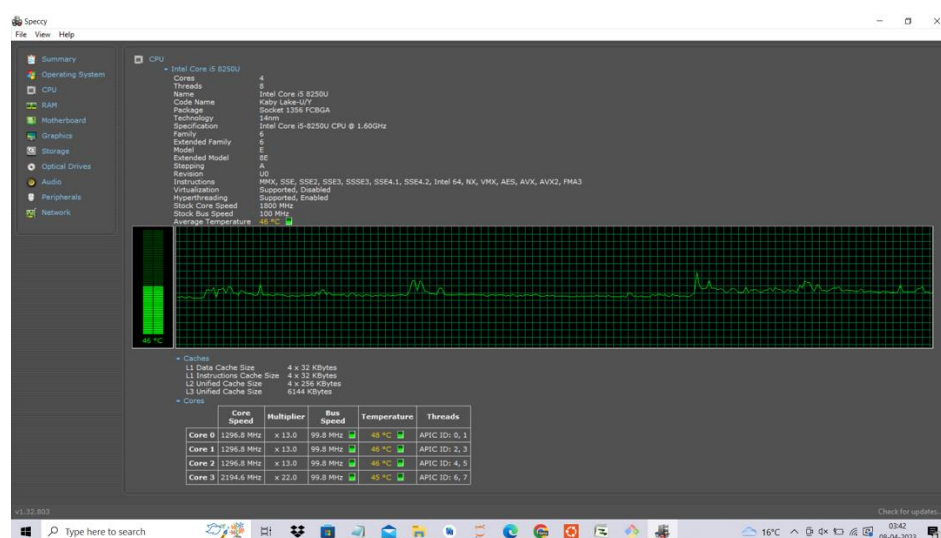 Speccy
File View Help
Summary
Operating System
CPU
RAM
Motherboard
Graphics
Storage
Optical Drives
Audio
Peripherals
Network
CPU
Intel Core i5 8250U
Cores 4
Threads 8
Name Intel Core i5 8250U
Code Name Kaby Lake-U/Y
Package Socket 1356 FCBGA
Technology 14nm
Specification Intel Core i5-8250U CPU @ 1.60GHz
Family 6
Extended Family 6
Model E
Extended Model 8E
Stepping A
Revision U0
Instructions MMX, SSE, SSE2, SSE3, SSSE3, SSE4.1, SSE4.2, Intel 64, NX, VMX, AES, AVX, AVX2, FMA3
Virtualization Supported, Disabled
Hyperthreading Supported, Enabled
Stock Core Speed 1800 MHz
Stock Bus Speed 100 MHz
Average Temperature 46 °C
46 °C
Caches
L1 Data Cache Size 4 x 32 KBytes
L1 Instructions Cache Size 4 x 32 KBytes
L2 Unified Cache Size 4 x 256 KBytes
L3 Unified Cache Size 6144 KBytes
Cores
Core Speed Multiplier Bus Speed Temperature Threads
Core 0 1296.8 MHz x 13.0 99.8 MHz 48 °C APIC ID: 0, 1
Core 1 1296.8 MHz x 13.0 99.8 MHz 46 °C APIC ID: 2, 3
Core 2 1296.8 MHz x 13.0 99.8 MHz 46 °C APIC ID: 4, 5
Core 3 2194.6 MHz x 22.0 99.8 MHz 45 °C APIC ID: 6, 7
v1.32.803 Check for updates...
Type here to search 16°C 03:42
08-04-2023